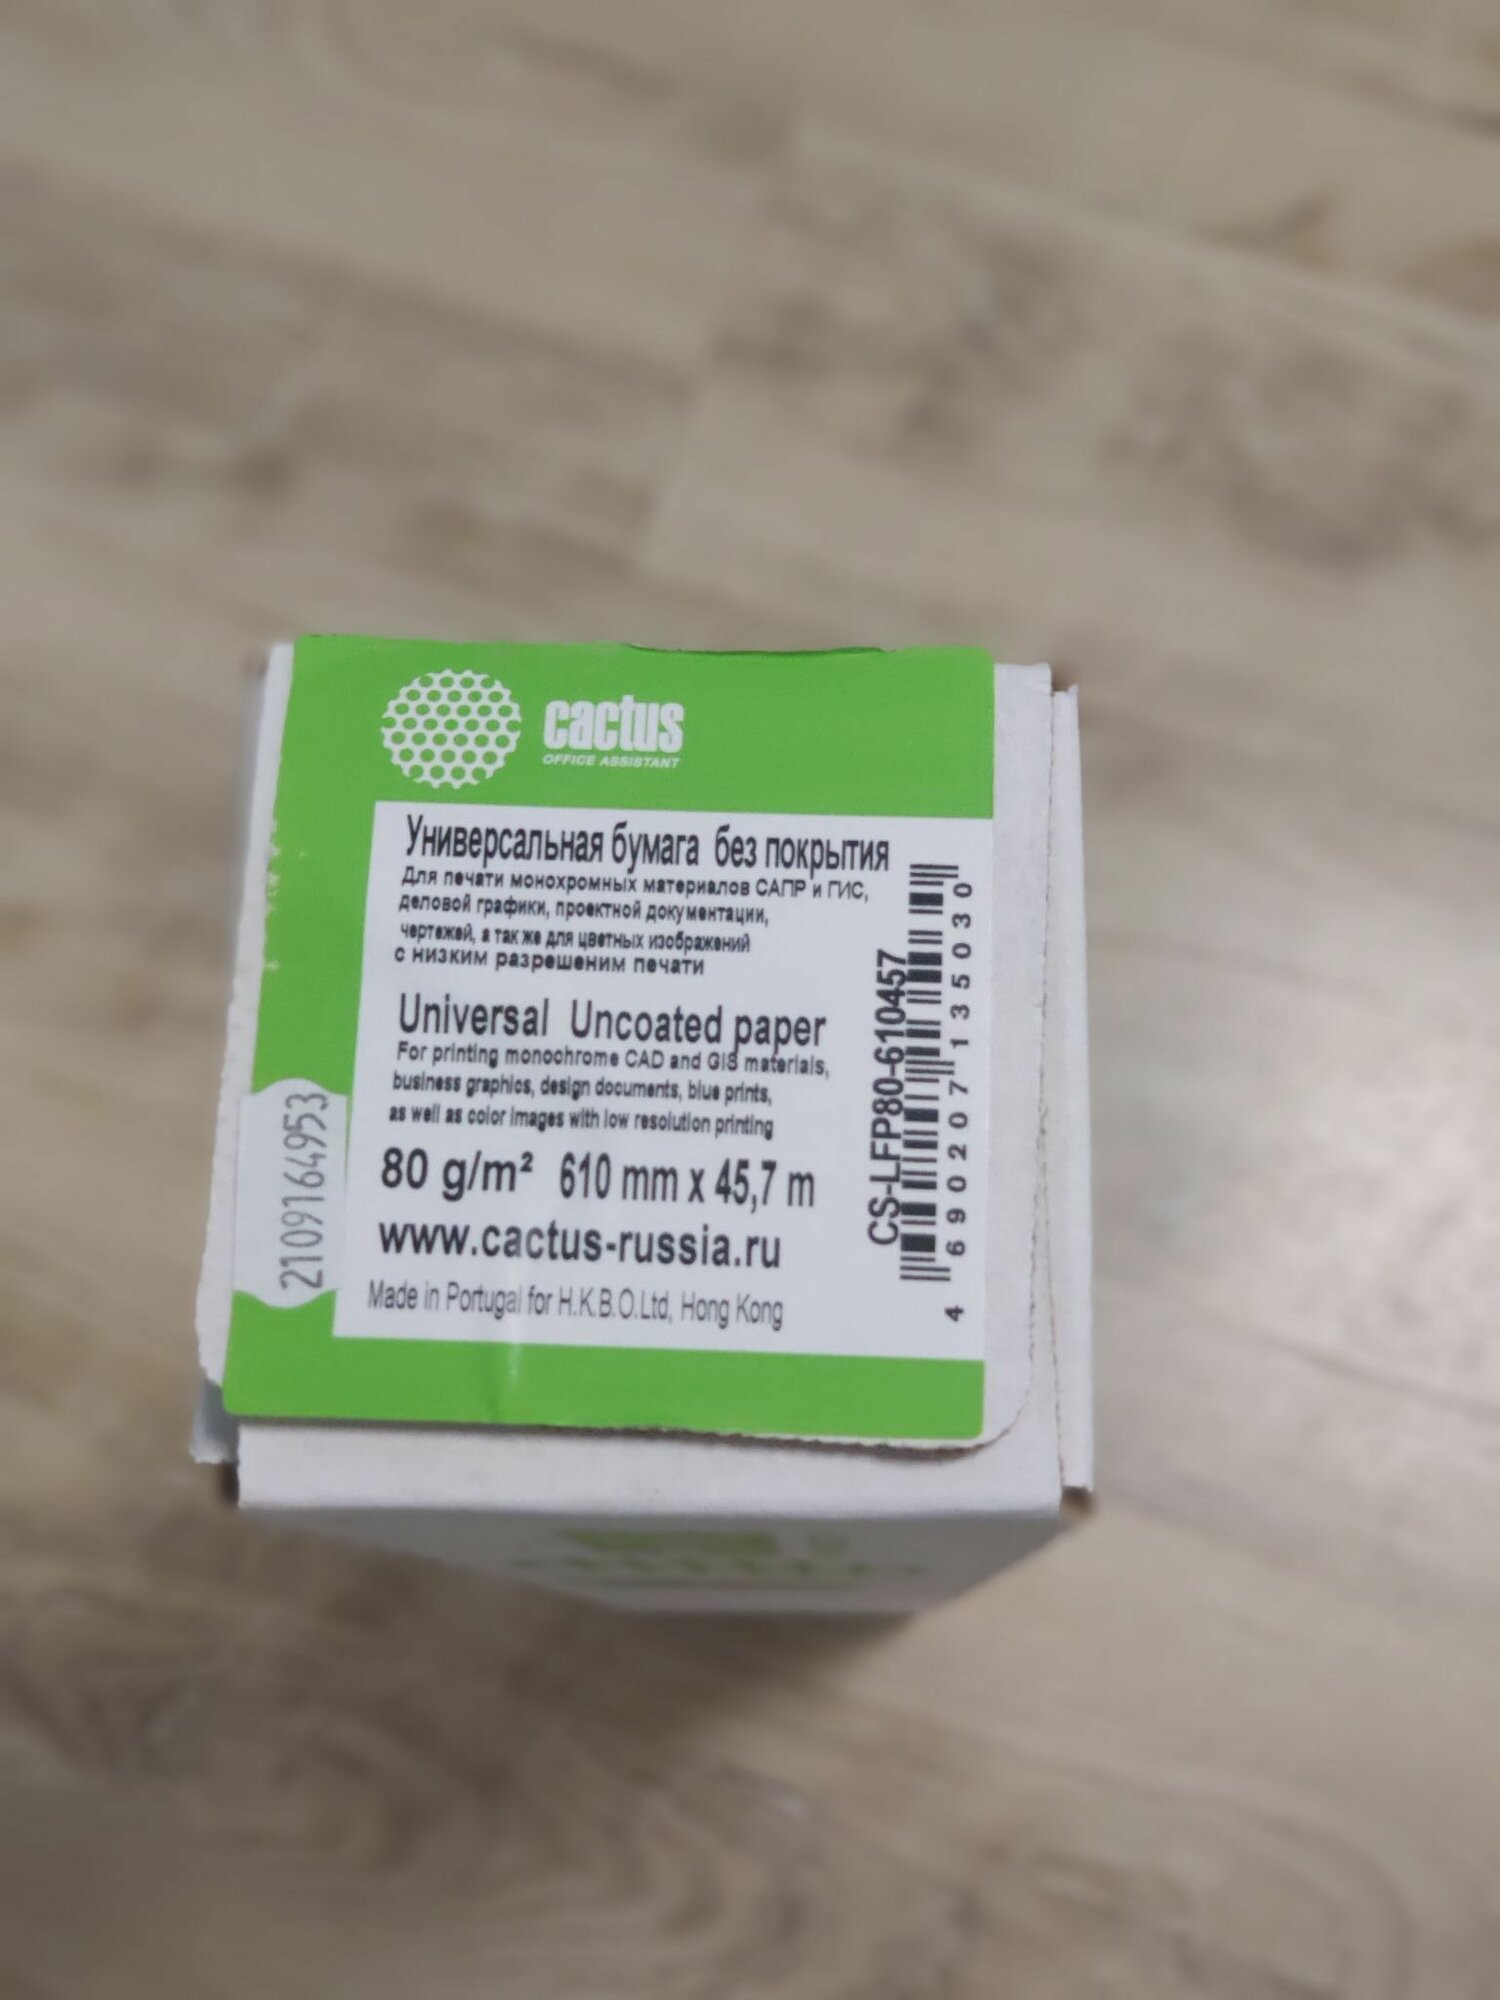 cactus
OFFICE ASSISTANT
Универсальная бумага без покрытия
Для печати монохромных материалов САПР и ГИС,
деловой графики, проектной документации,
чертежей, а также для цветных изображений
с низким разрешеним печати
Universal Uncoated paper
For printing monochrome CAD and GIS materials,
business graphics, design documents, blue prints,
as well as color images with low resolution printing
80 g/m² 610 mm x 45,7 m
www.cactus-russia.ru
Made in Portugal for H.K.B.O.Ltd, Hong Kong
CS-LFP80-610457
4 690207 135030
2109164953